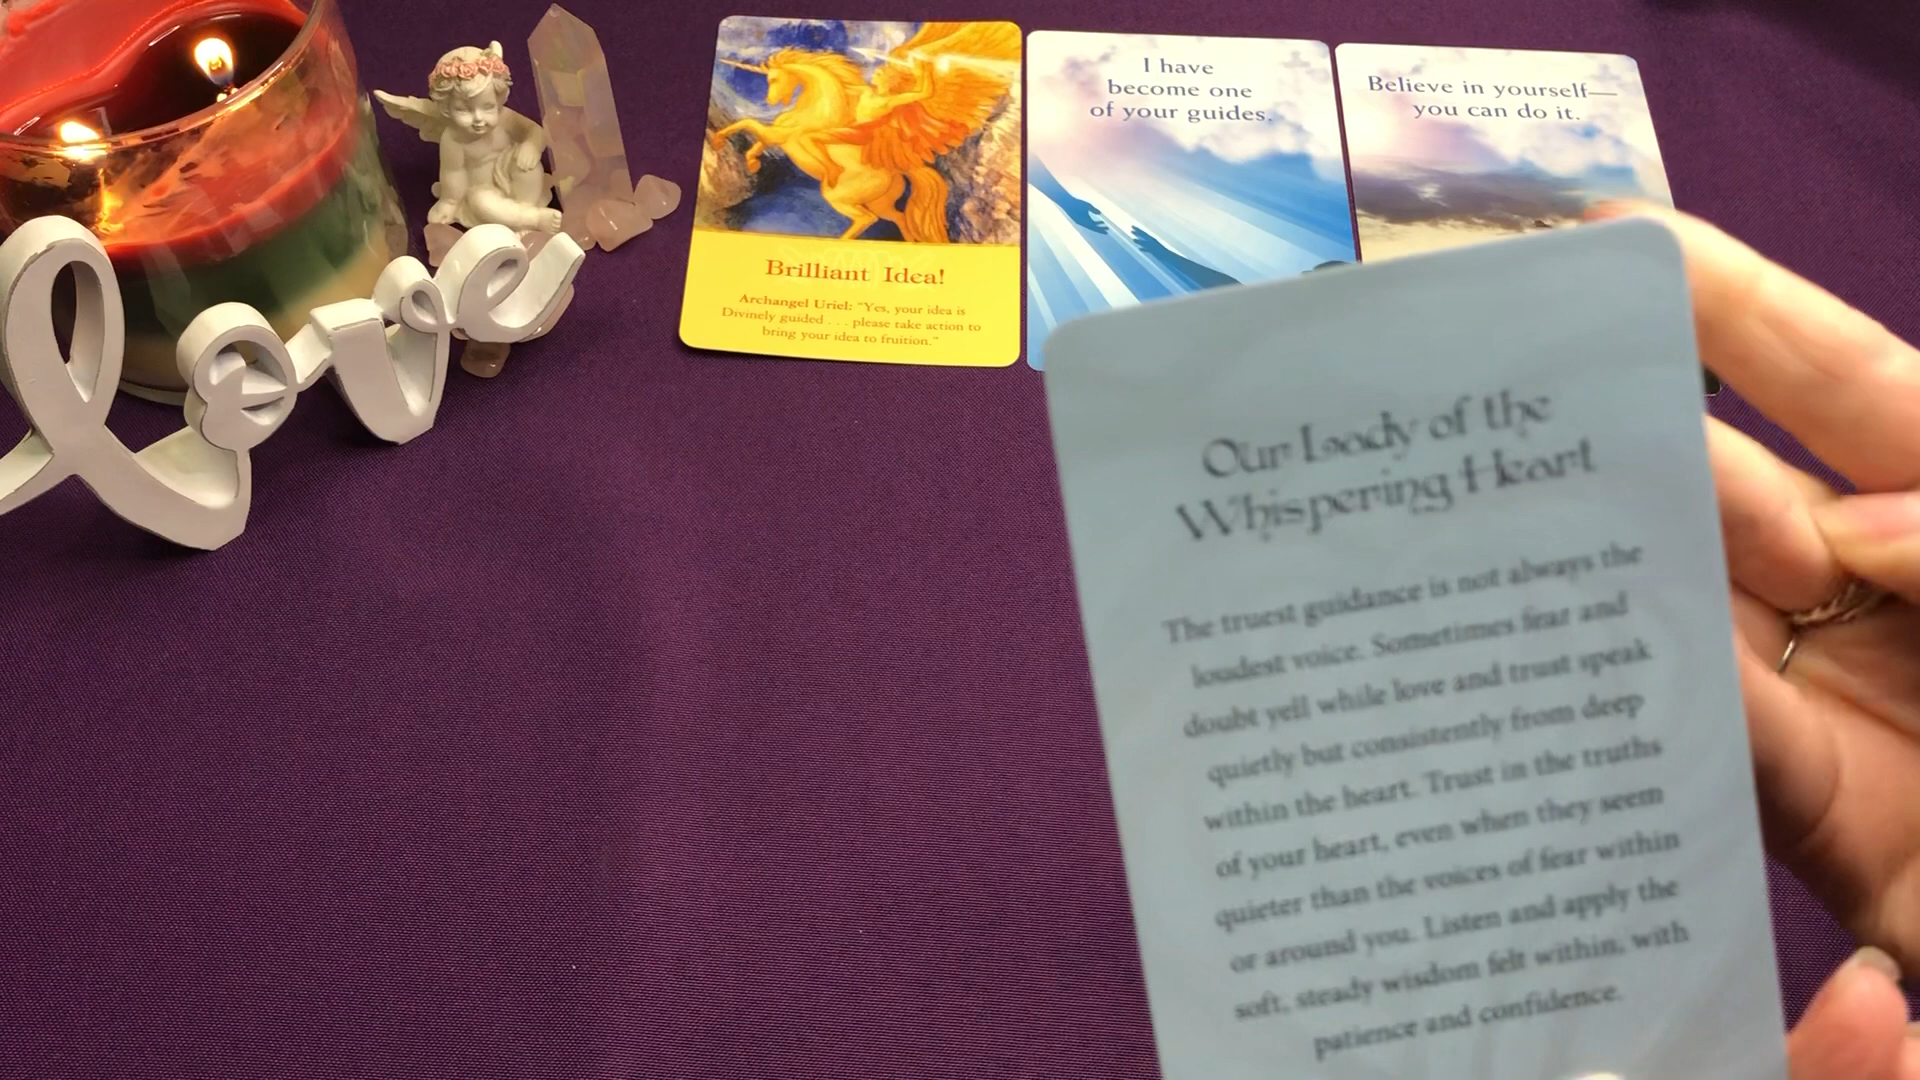 love
Brilliant Idea!
Archangel Uriel: "Yes, your idea is
Divinely guided . . . please take action to
bring your idea to fruition."
I have
become one
of your guides.
Believe in yourself—
you can do it.
Our Lady of the
Whispering Heart
The truest guidance is not always the
loudest voice. Sometimes fear and
doubt yell while love and trust speak
quietly but consistently from deep
within the heart. Trust in the truths
of your heart, even when they seem
quieter than the voices of fear within
or around you. Listen and apply the
soft, steady wisdom felt within, with
patience and confidence.